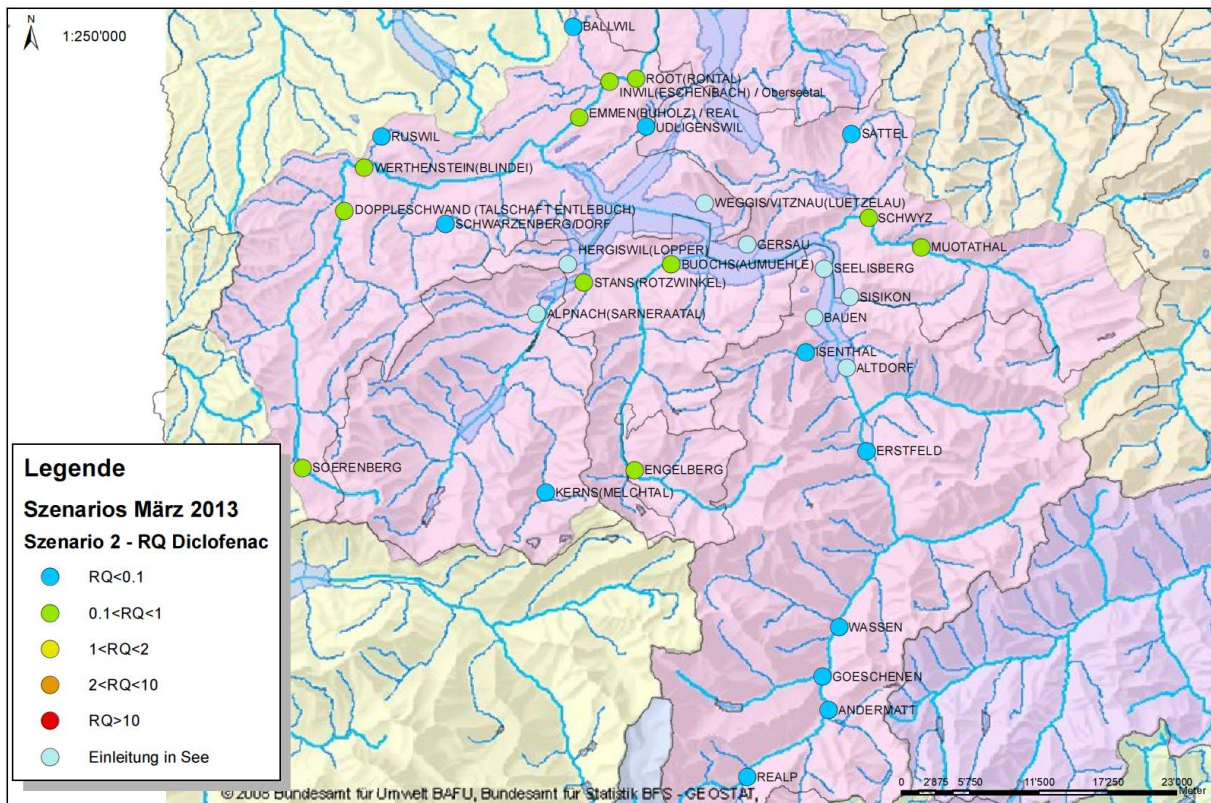 N
1:250'000
BALLWIL
ROOT(RONTAL)
INWIL(ESCHENBACH) / Oberseetal
EMMEN(BUHOLZ) / REAL
UDLIGENSWIL
SATTEL
RUSWIL
WERTHENSTEIN(BLINDEI)
WEGGIS/VITZNAU(LUETZELAU)
DOPPLESCHWAND (TALSCHAFT ENTLEBUCH)
SCHWYZ
SCHWARZENBERG/DORF
GERSAU
MUOTATHAL
HERGISWIL(LOPPER)
BUOCHS(AUMUEHLE)
SEELISBERG
STANS(ROTZWINKEL)
SISIKON
ALPNACH(SARNERAATAL)
BAUEN
ISENTHAL
ALTDORF
ERSTFELD
SOERENBERG
ENGELBERG
KERNS(MELCHTAL)
WASSEN
GOESCHENEN
ANDERMATT
REALP
Legende
Szenarios März 2013
Szenario 2 - RQ Diclofenac
RQ<0.1
0.1<RQ<1
1<RQ<2
2<RQ<10
RQ>10
Einleitung in See
0 2'875 5'750 11'500 17'250 23'000
Meter
©2008 Bundesamt für Umwelt BAFU, Bundesamt für Statistik BFS - GEOSTAT,